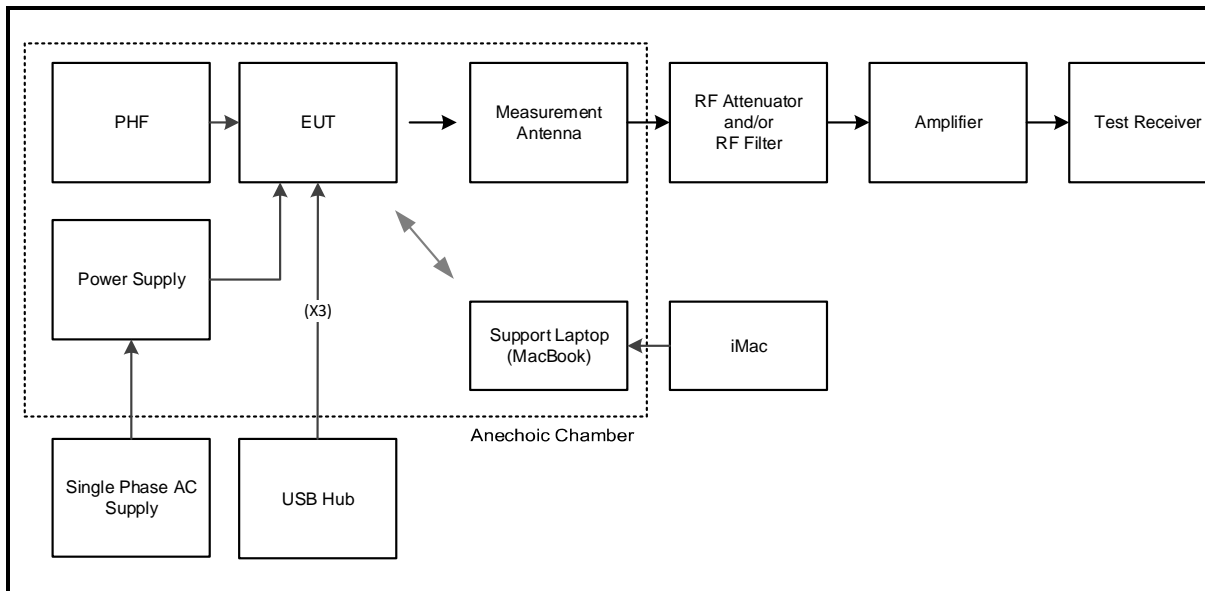 PHF
EUT
Measurement
Antenna
RF Attenuator
and/or
RF Filter
Amplifier
Test Receiver
Power Supply
(X3)
Support Laptop
(MacBook)
iMac
Anechoic Chamber
Single Phase AC
Supply
USB Hub